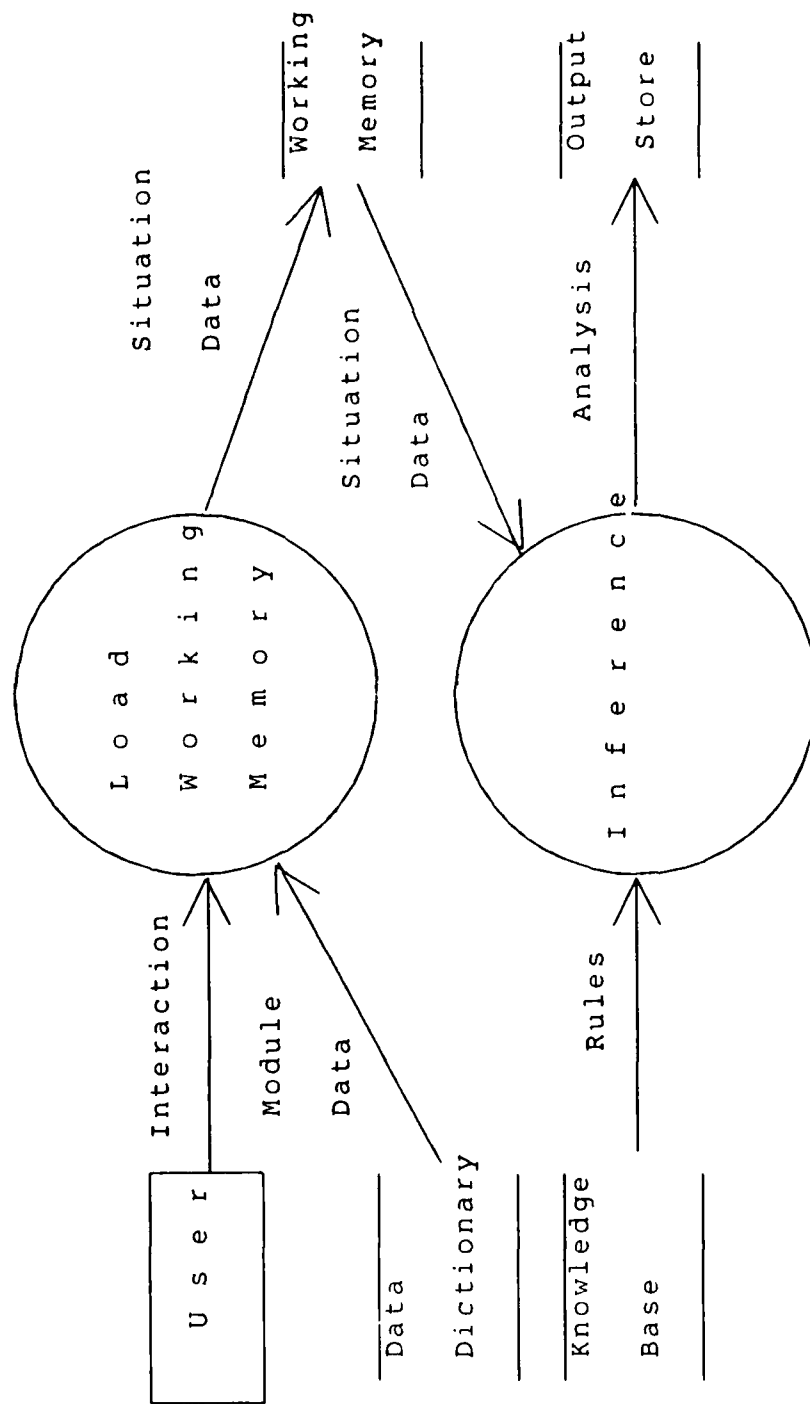 User
Interaction
Load
Working
Memory
Situation
Data
Module
Data
Data
Dictionary
Situation
Data
Working
Memory
Knowledge
Base
Rules
Inference
Analysis
Output
Store